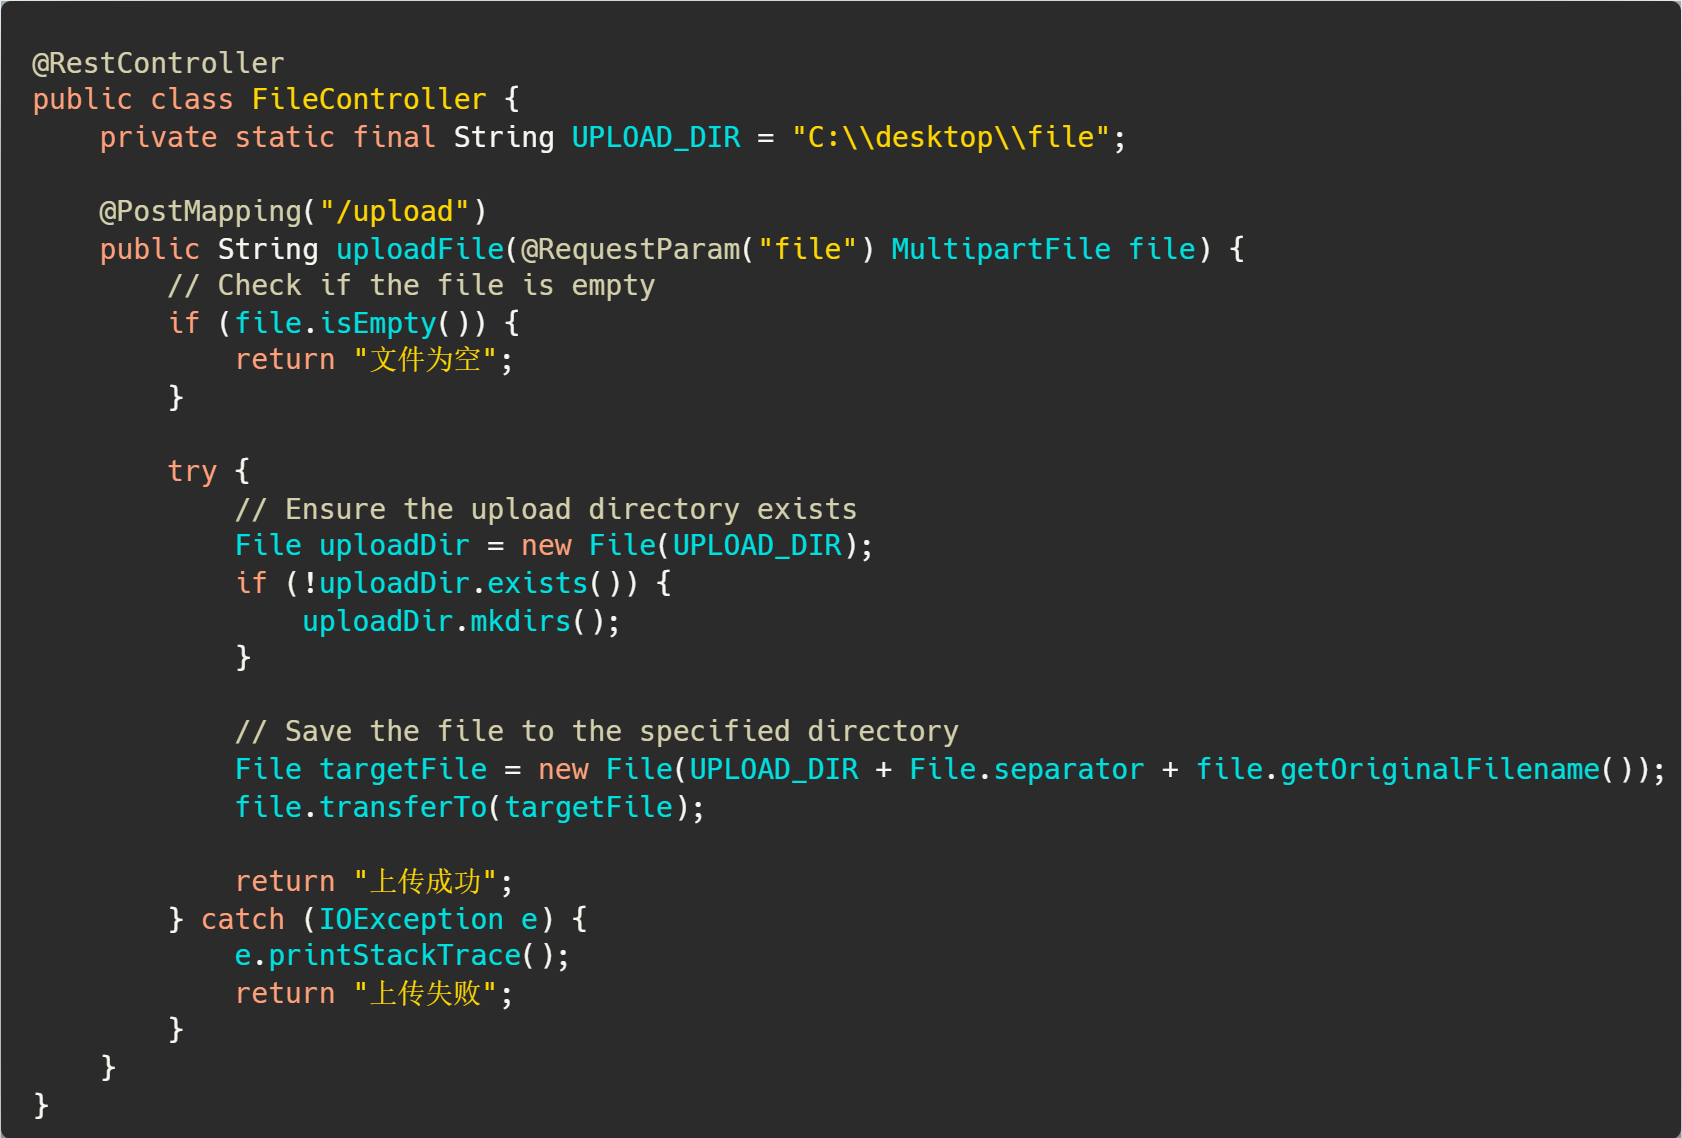 @RestController
public class FileController {
    private static final String UPLOAD_DIR = "C:\\desktop\\file";

    @PostMapping("/upload")
    public String uploadFile(@RequestParam("file") MultipartFile file) {
        // Check if the file is empty
        if (file.isEmpty()) {
            return "文件为空";
        }

        try {
            // Ensure the upload directory exists
            File uploadDir = new File(UPLOAD_DIR);
            if (!uploadDir.exists()) {
                uploadDir.mkdirs();
            }

            // Save the file to the specified directory
            File targetFile = new File(UPLOAD_DIR + File.separator + file.getOriginalFilename());
            file.transferTo(targetFile);

            return "上传成功";
        } catch (IOException e) {
            e.printStackTrace();
            return "上传失败";
        }
    }
}